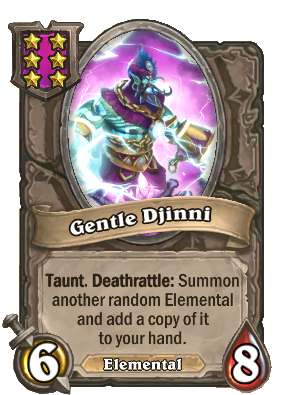 Gentle Djinni
Taunt. Deathrattle: Summon
another random Elemental
and add a copy of it
to your hand.
Elemental
6
8